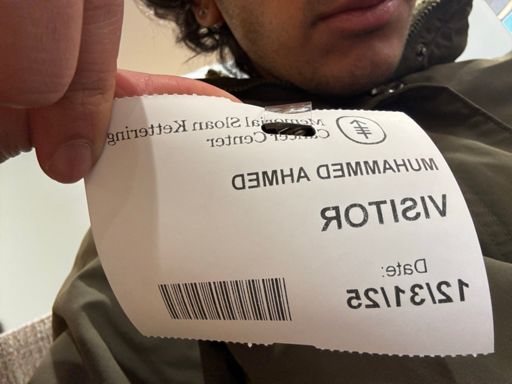 Memorial Sloan Kettering
Cancer Center
MUHAMMED AHMED
VISITOR
Date:
12/31/25